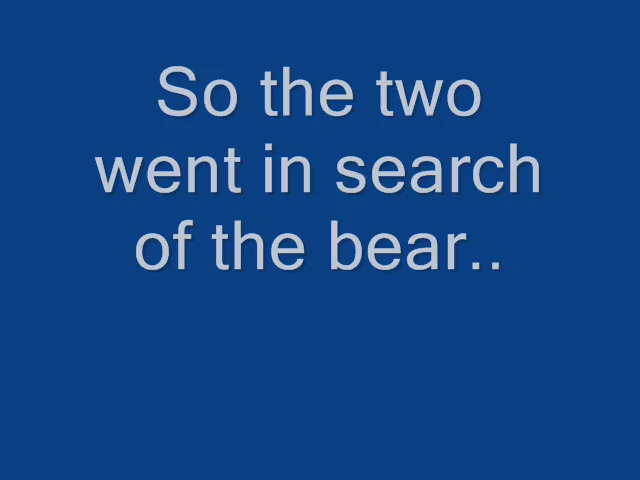 So the two
went in search
of the bear..